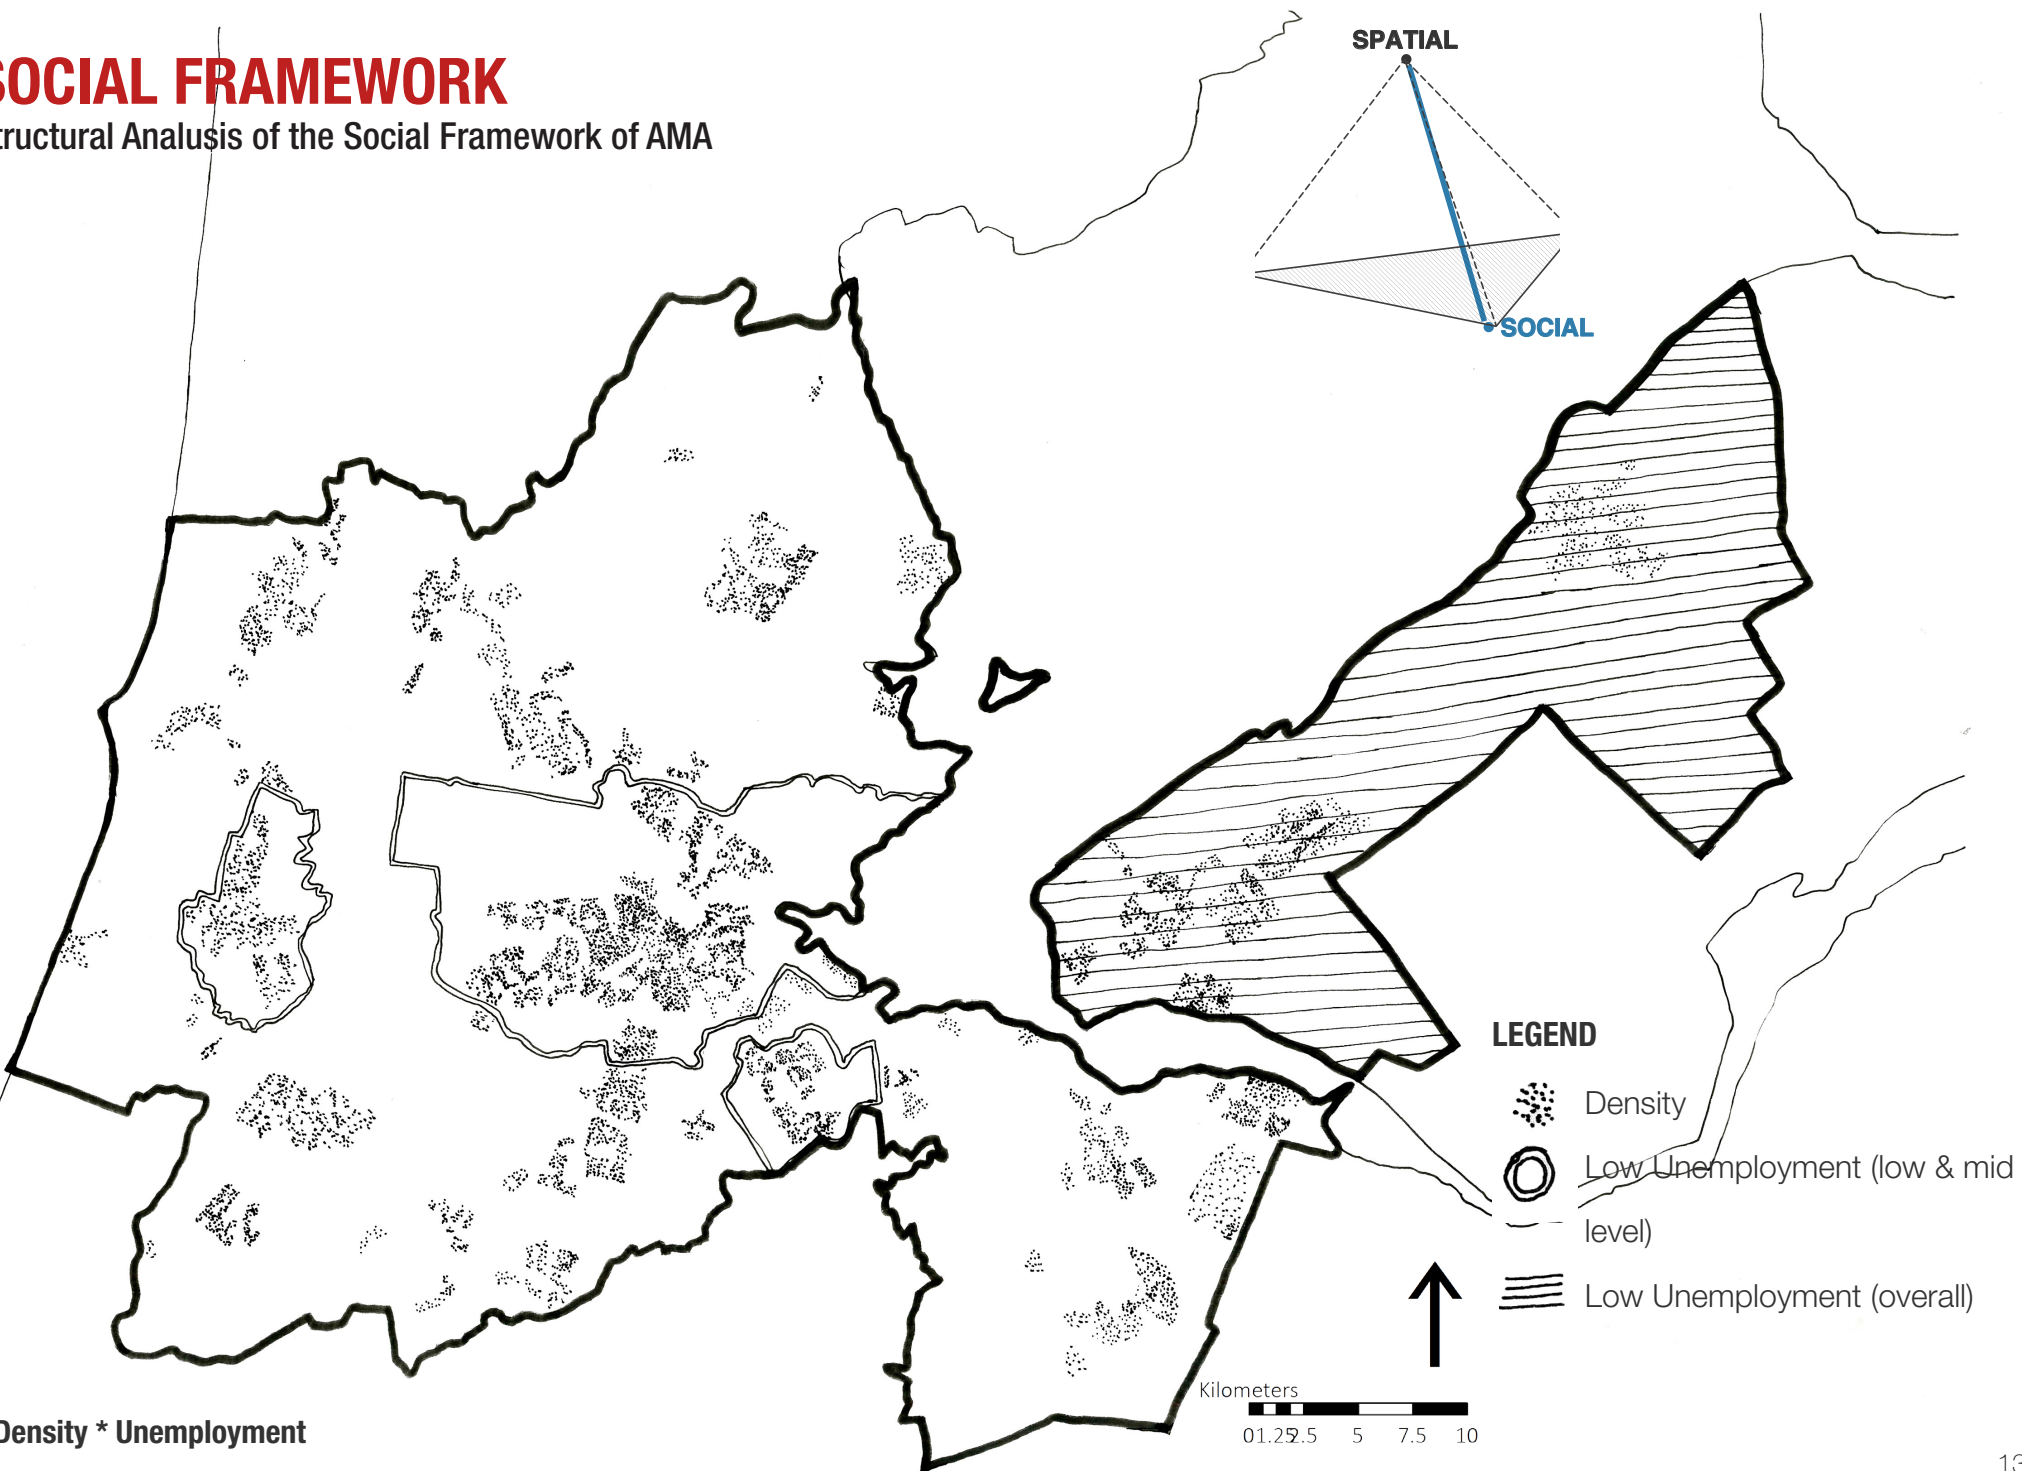 SOCIAL FRAMEWORK
tructural Analusis of the Social Framework of AMA
SPATIAL
SOCIAL
LEGEND
Density
Low Unemployment (low & mid
level)
Low Unemployment (overall)
Kilometers
0 1.25 2.5 5 7.5 10
Density * Unemployment
13